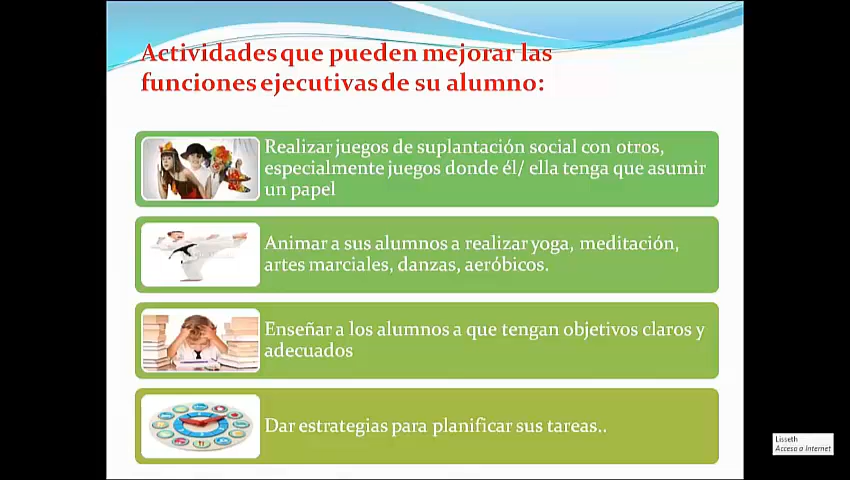 Actividades que pueden mejorar las
funciones ejecutivas de su alumno:
Realizar juegos de suplantación social con otros,
especialmente juegos donde él/ ella tenga que asumir
un papel
Animar a sus alumnos a realizar yoga, meditación,
artes marciales, danzas, aeróbicos.
Enseñar a los alumnos a que tengan objetivos claros y
adecuados
Dar estrategias para planificar sus tareas..
Lisseth
Acceso a Internet